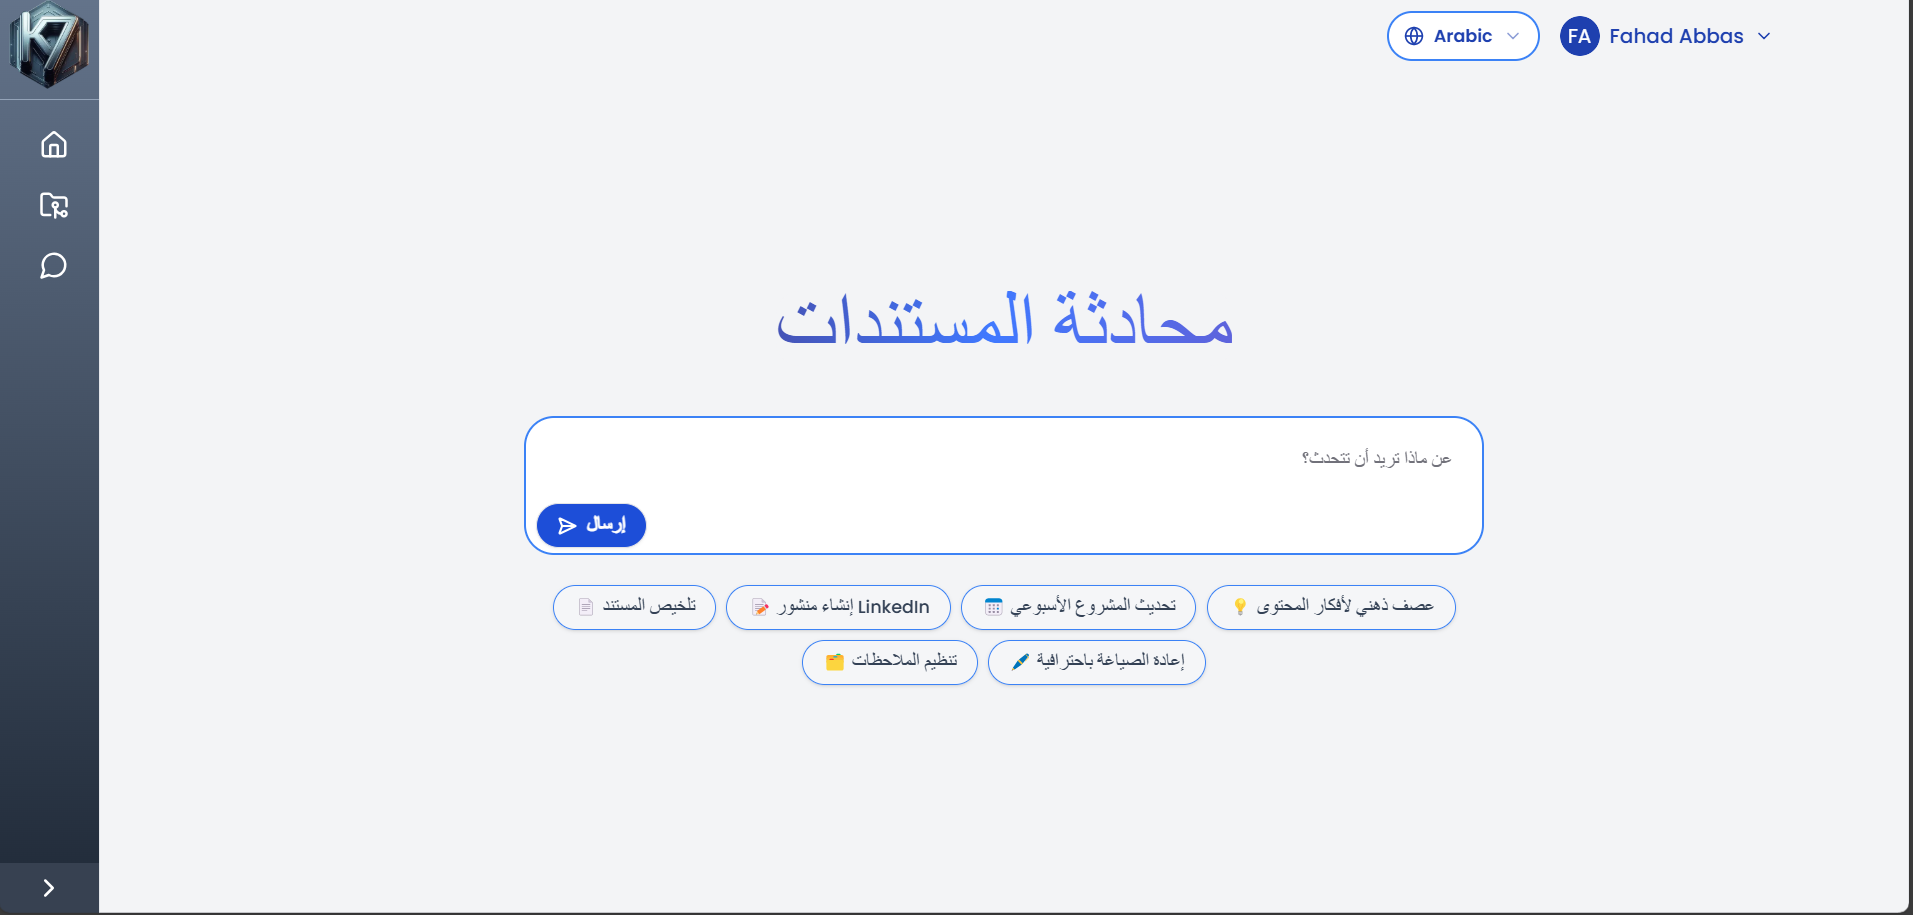 K7
Arabic
FA Fahad Abbas
محادثة المستندات
عن ماذا تريد أن تتحدث؟
إرسال
عصف ذهني لأفكار المحتوى 💡
تحديث المشروع الأسبوعي 📅
إنشاء منشور LinkedIn 📝
تلخيص المستند 📄
إعادة الصياغة باحترافية 🖋️
تنظيم الملاحظات 🗂️